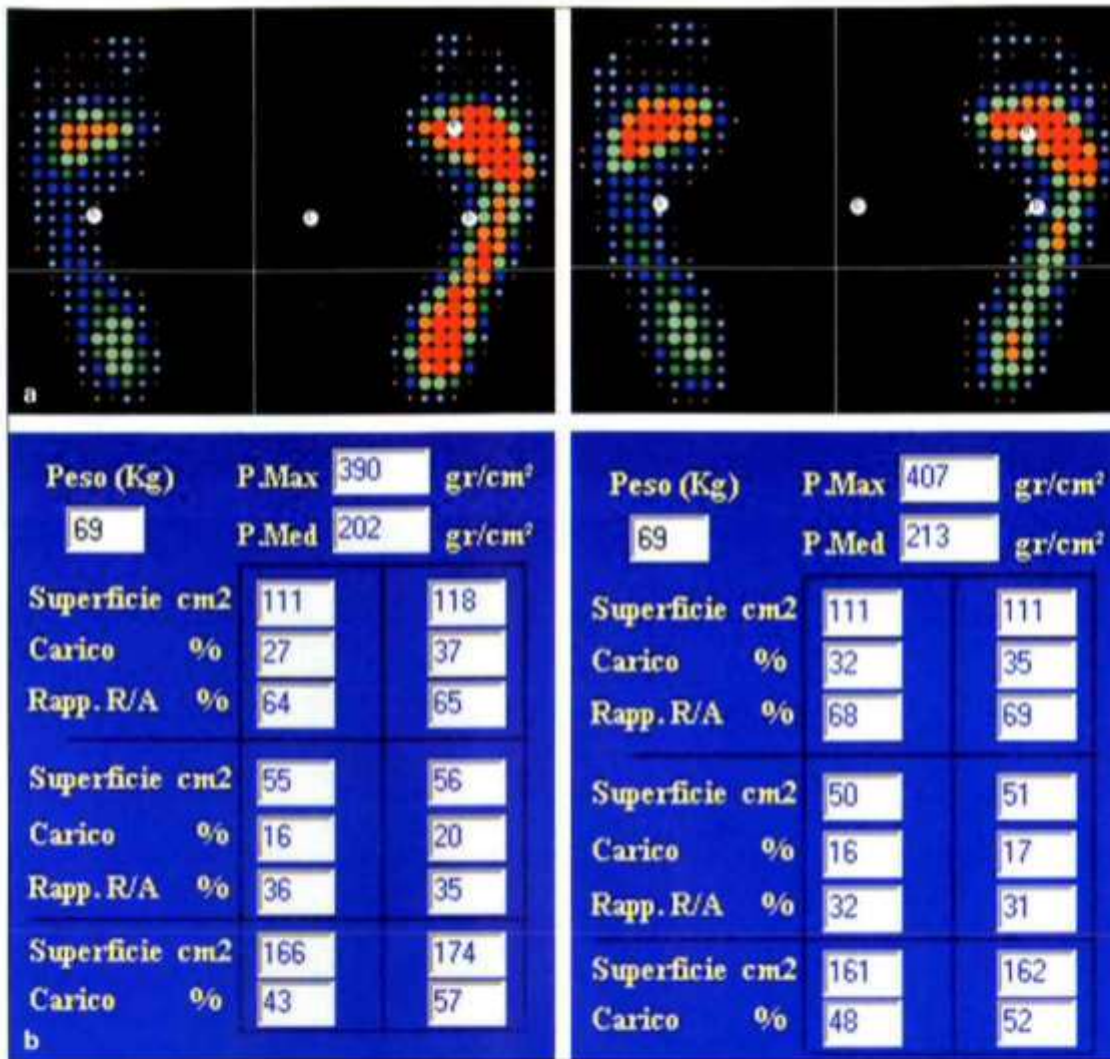 a
Peso (Kg) P.Max 390 gr/cm²
69 P.Med 202 gr/cm²
Superficie cm2 111 118
Carico % 27 37
Rapp. R/A % 64 65
Superficie cm2 55 56
Carico % 16 20
Rapp. R/A % 36 35
Superficie cm2 166 174
Carico % 43 57
b
Peso (Kg) P.Max 407 gr/cm²
69 P.Med 213 gr/cm²
Superficie cm2 111 111
Carico % 32 35
Rapp. R/A % 68 69
Superficie cm2 50 51
Carico % 16 17
Rapp. R/A % 32 31
Superficie cm2 161 162
Carico % 48 52